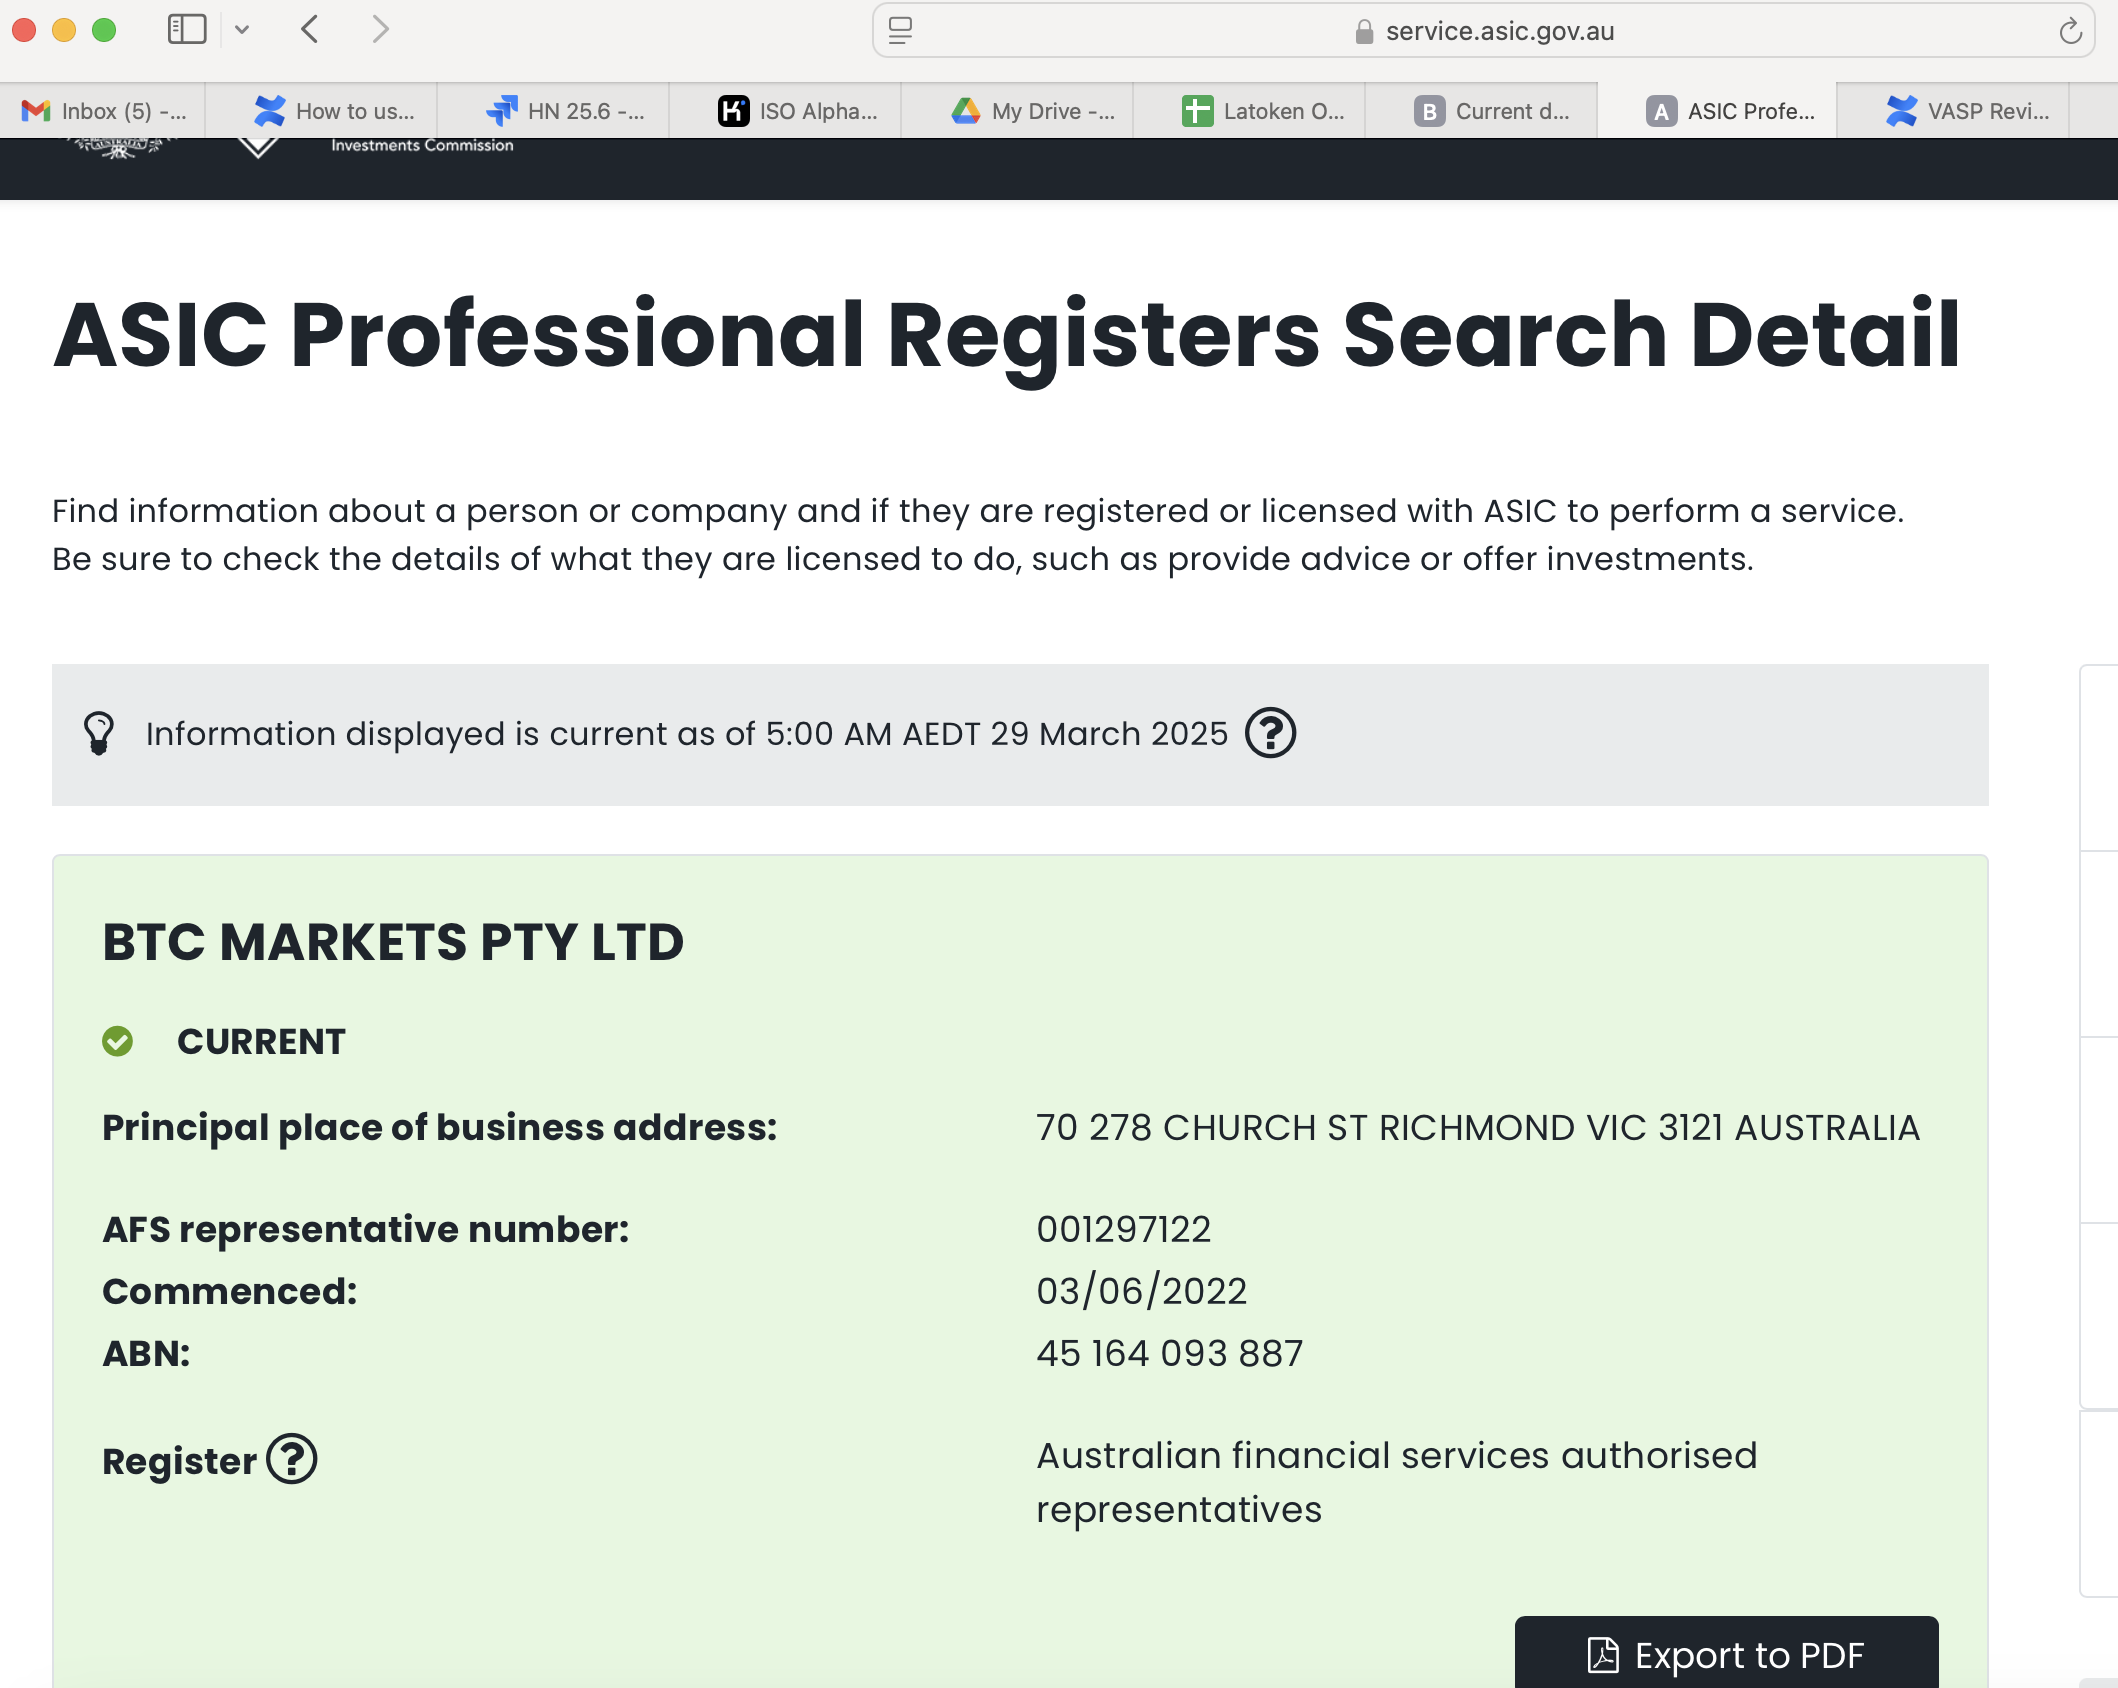 service.asic.gov.au
Inbox (5) -...
How to us...
HN 25.6 -...
ISO Alpha...
My Drive -...
Latoken O...
B Current d...
A ASIC Profe...
VASP Revi...
AUSTRALIA
Investments Commission
ASIC Professional Registers Search Detail
Find information about a person or company and if they are registered or licensed with ASIC to perform a service.
Be sure to check the details of what they are licensed to do, such as provide advice or offer investments.
Information displayed is current as of 5:00 AM AEDT 29 March 2025 ?
BTC MARKETS PTY LTD
CURRENT
Principal place of business address: 70 278 CHURCH ST RICHMOND VIC 3121 AUSTRALIA
AFS representative number: 001297122
Commenced: 03/06/2022
ABN: 45 164 093 887
Register ? Australian financial services authorised
representatives
Export to PDF